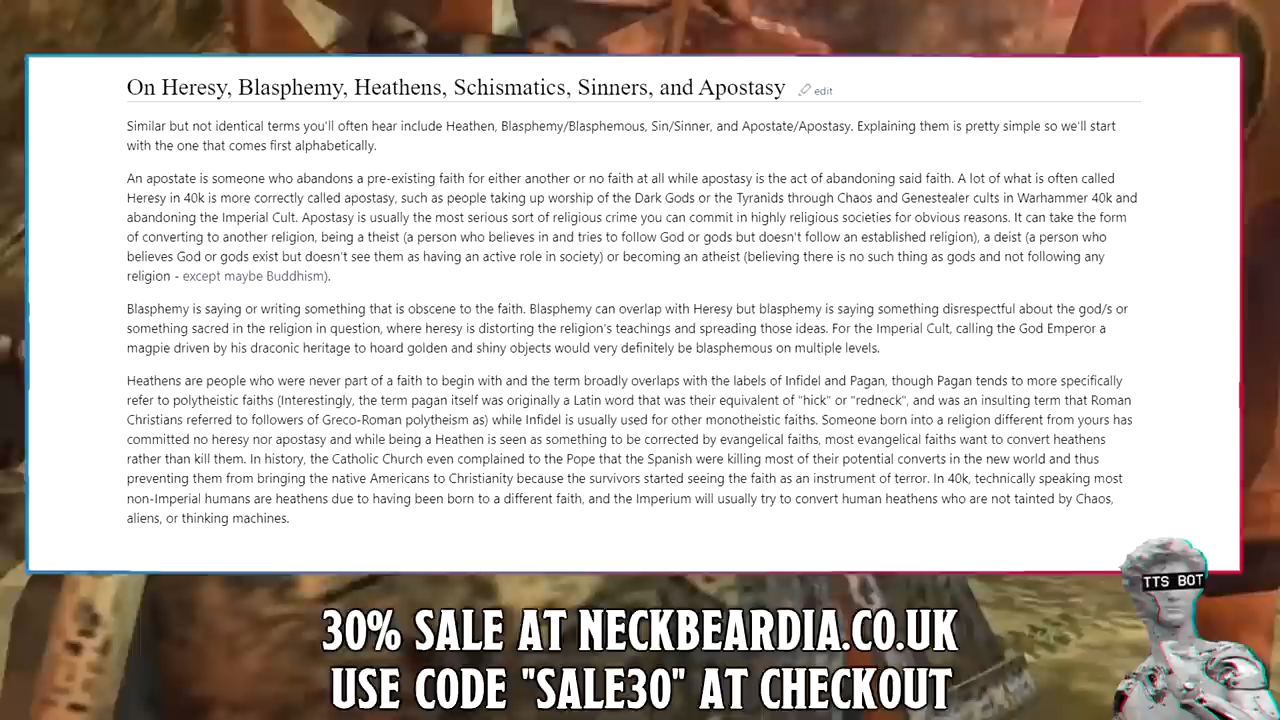 On Heresy, Blasphemy, Heathens, Schismatics, Sinners, and Apostasy edit
Similar but not identical terms you'll often hear include Heathen, Blasphemy/Blasphemous, Sin/Sinner, and Apostate/Apostasy. Explaining them is pretty simple so we'll start
with the one that comes first alphabetically.
An apostate is someone who abandons a pre-existing faith for either another or no faith at all while apostasy is the act of abandoning said faith. A lot of what is often called
Heresy in 40k is more correctly called apostasy, such as people taking up worship of the Dark Gods or the Tyranids through Chaos and Genestealer cults in Warhammer 40k and
abandoning the Imperial Cult. Apostasy is usually the most serious sort of religious crime you can commit in highly religious societies for obvious reasons. It can take the form
of converting to another religion, being a theist (a person who believes in and tries to follow God or gods but doesn't follow an established religion), a deist (a person who
believes God or gods exist but doesn't see them as having an active role in society) or becoming an atheist (believing there is no such thing as gods and not following any
religion - except maybe Buddhism).
Blasphemy is saying or writing something that is obscene to the faith. Blasphemy can overlap with Heresy but blasphemy is saying something disrespectful about the god/s or
something sacred in the religion in question, where heresy is distorting the religion's teachings and spreading those ideas. For the Imperial Cult, calling the God Emperor a
magpie driven by his draconic heritage to hoard golden and shiny objects would very definitely be blasphemous on multiple levels.
Heathens are people who were never part of a faith to begin with and the term broadly overlaps with the labels of Infidel and Pagan, though Pagan tends to more specifically
refer to polytheistic faiths (Interestingly, the term pagan itself was originally a Latin word that was their equivalent of "hick" or "redneck", and was an insulting term that Roman
Christians referred to followers of Greco-Roman polytheism as) while Infidel is usually used for other monotheistic faiths. Someone born into a religion different from yours has
committed no heresy nor apostasy and while being a Heathen is seen as something to be corrected by evangelical faiths, most evangelical faiths want to convert heathens
rather than kill them. In history, the Catholic Church even complained to the Pope that the Spanish were killing most of their potential converts in the new world and thus
preventing them from bringing the native Americans to Christianity because the survivors started seeing the faith as an instrument of terror. In 40k, technically speaking most
non-Imperial humans are heathens due to having been born to a different faith, and the Imperium will usually try to convert human heathens who are not tainted by Chaos,
aliens, or thinking machines.
TTS BOT
30% SALE AT NECKBEARDIA.CO.UK
USE CODE "SALE30" AT CHECKOUT